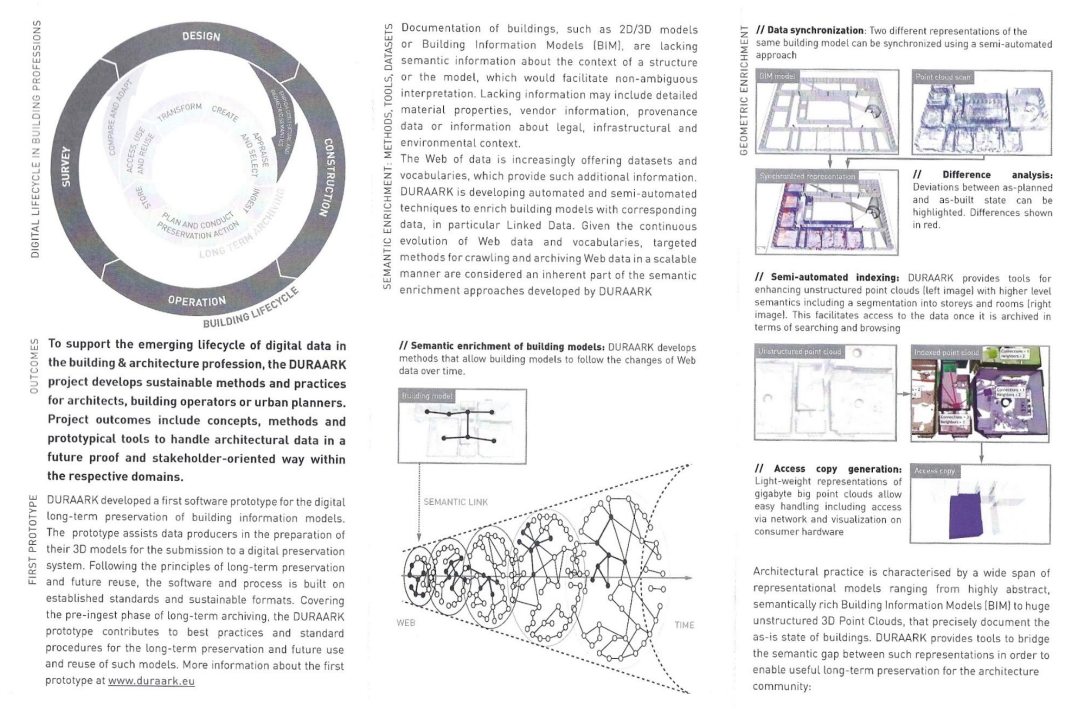 DIGITAL LIFECYCLE IN BUILDING PROFESSIONS
DESIGN
CONSTRUCTION
OPERATION
SURVEY
BUILDING LIFECYCLE
COMPARE AND ADAPT
TRANSFORM
CREATE
APPRAISE
AND SELECT
INGEST
PLAN AND CONDUCT
PRESERVATION ACTION
STORE
ACCESS, USE
AND REUSE
LONG TERM ARCHIVING
OUTCOMES
To support the emerging lifecycle of digital data in
the building & architecture profession, the DURAARK
project develops sustainable methods and practices
for architects, building operators or urban planners.
Project outcomes include concepts, methods and
prototypical tools to handle architectural data in a
future proof and stakeholder-oriented way within
the respective domains.
FIRST PROTOTYPE
DURAARK developed a first software prototype for the digital
long-term preservation of building information models.
The prototype assists data producers in the preparation of
their 3D models for the submission to a digital preservation
system. Following the principles of long-term preservation
and future reuse, the software and process is built on
established standards and sustainable formats. Covering
the pre-ingest phase of long-term archiving, the DURAARK
prototype contributes to best practices and standard
procedures for the long-term preservation and future use
and reuse of such models. More information about the first
prototype at www.duraark.eu
SEMANTIC ENRICHMENT: METHODS, TOOLS, DATASETS
Documentation of buildings, such as 2D/3D models
or Building Information Models (BIM), are lacking
semantic information about the context of a structure
or the model, which would facilitate non-ambiguous
interpretation. Lacking information may include detailed
material properties, vendor information, provenance
data or information about legal, infrastructural and
environmental context.
The Web of data is increasingly offering datasets and
vocabularies, which provide such additional information.
DURAARK is developing automated and semi-automated
techniques to enrich building models with corresponding
data, in particular Linked Data. Given the continuous
evolution of Web data and vocabularies, targeted
methods for crawling and archiving Web data in a scalable
manner are considered an inherent part of the semantic
enrichment approaches developed by DURAARK
// Semantic enrichment of building models: DURAARK develops
methods that allow building models to follow the changes of Web
data over time.
Building model
SEMANTIC LINK
WEB
TIME
GEOMETRIC ENRICHMENT
// Data synchronization: Two different representations of the
same building model can be synchronized using a semi-automated
approach
BIM model
Point cloud scan
Synchronized representation
// Difference analysis:
Deviations between as-planned
and as-built state can be
highlighted. Differences shown
in red.
// Semi-automated indexing: DURAARK provides tools for
enhancing unstructured point clouds (left image) with higher level
semantics including a segmentation into storeys and rooms (right
image). This facilitates access to the data once it is archived in
terms of searching and browsing
Unstructured point cloud
Indexed point cloud
// Access copy generation:
Light-weight representations of
gigabyte big point clouds allow
easy handling including access
via network and visualization on
consumer hardware
Access copy
Architectural practice is characterised by a wide span of
representational models ranging from highly abstract,
semantically rich Building Information Models (BIM) to huge
unstructured 3D Point Clouds, that precisely document the
as-is state of buildings. DURAARK provides tools to bridge
the semantic gap between such representations in order to
enable useful long-term preservation for the architecture
community: